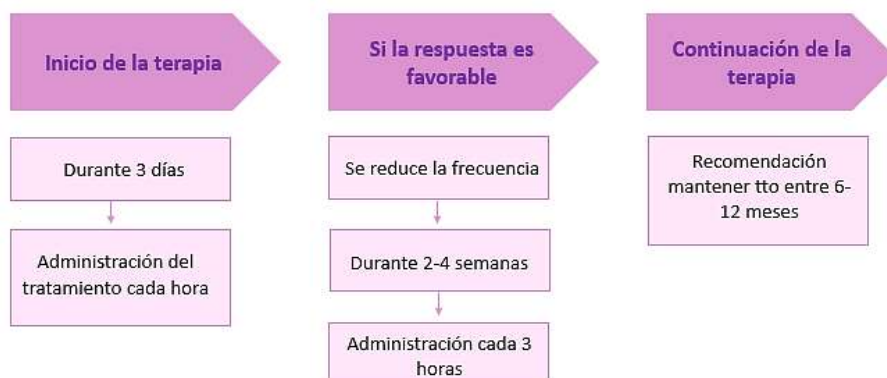 Inicio de la terapia
Durante 3 días
Administración del
tratamiento cada hora
Si la respuesta es
favorable
Se reduce la frecuencia
Durante 2-4 semanas
Administración cada 3
horas
Continuación de la
terapia
Recomendación
mantener tto entre 6-
12 meses